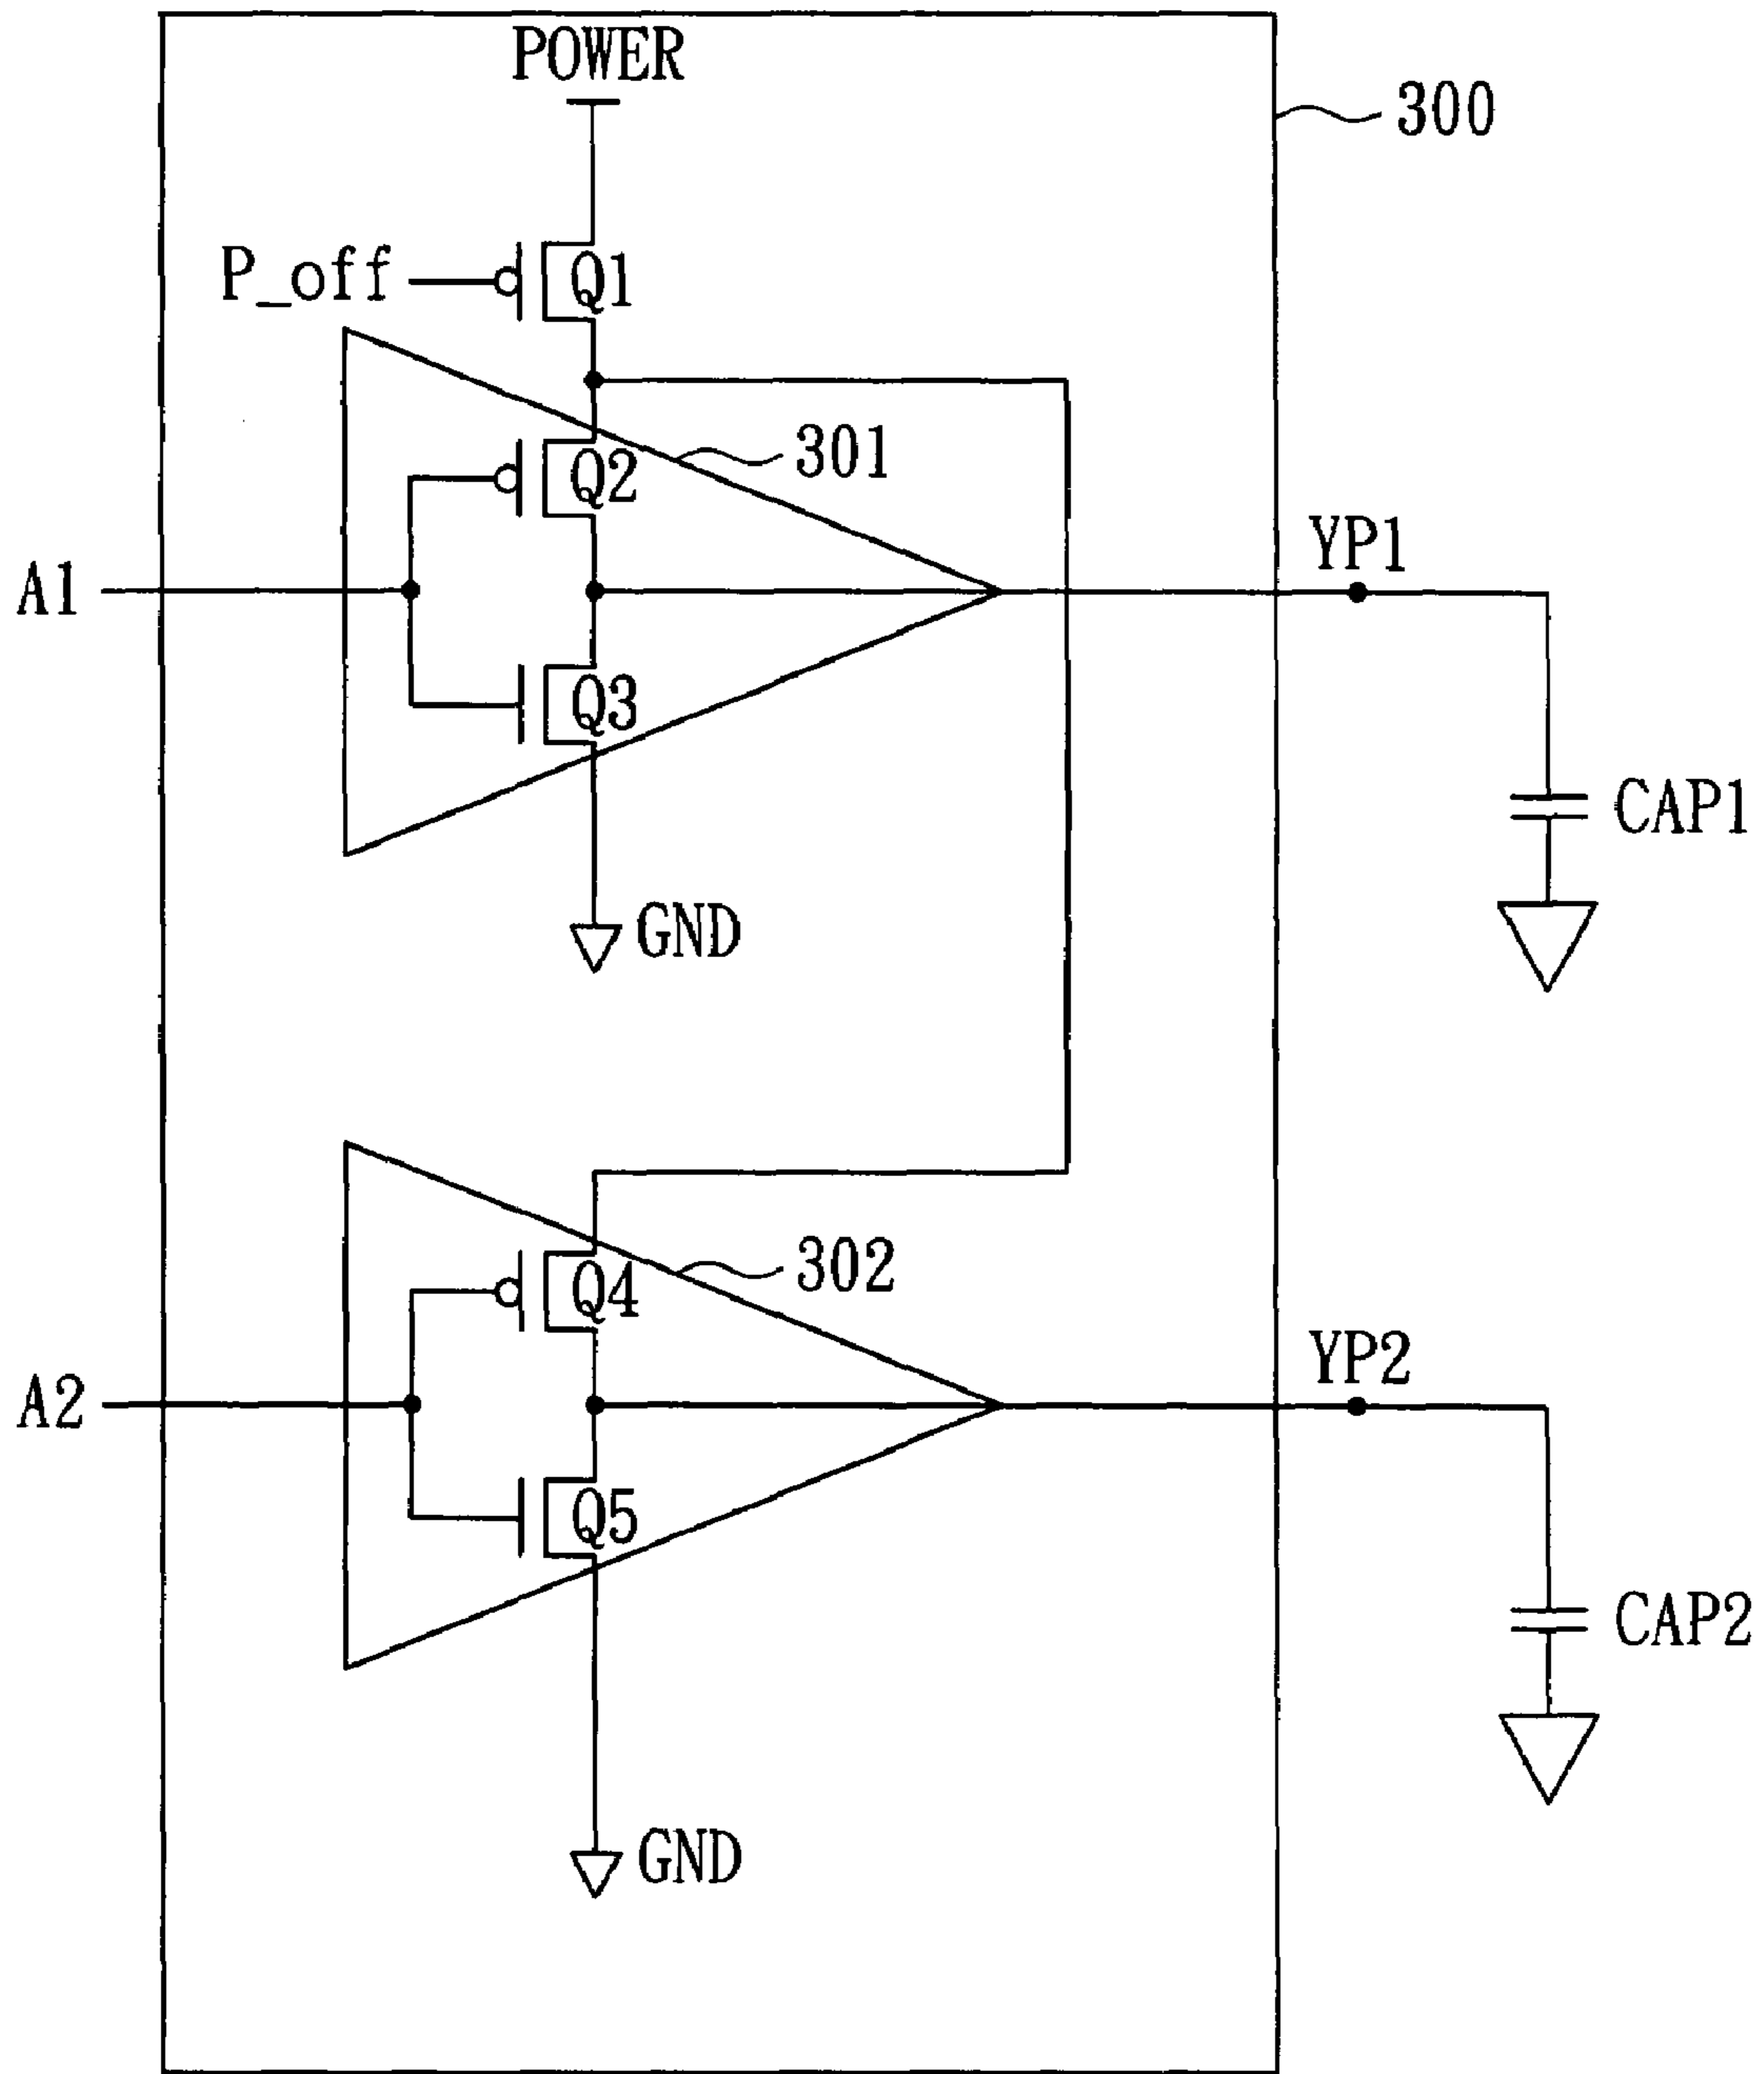 POWER
300
P_off
Q1
301
Q2
A1
YP1
Q3
CAP1
GND
302
Q4
A2
YP2
Q5
CAP2
GND